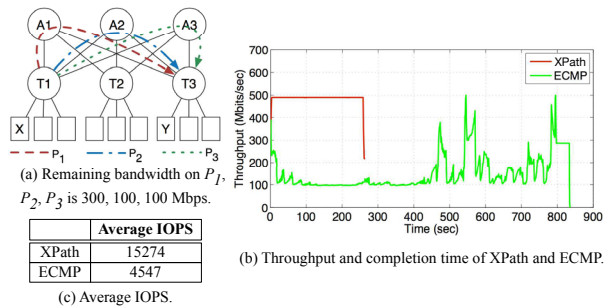 A1 A2 A3
T1 T2 T3
X Y
P1 P2 P3
(a) Remaining bandwidth on P1,
P2, P3 is 300, 100, 100 Mbps.
Average IOPS
XPath 15274
ECMP 4547
(c) Average IOPS.
700
600
500
400
300
200
100
0
Throughput (Mbits/sec)
XPath
ECMP
0 100 200 300 400 500 600 700 800 900
Time (sec)
(b) Throughput and completion time of XPath and ECMP.